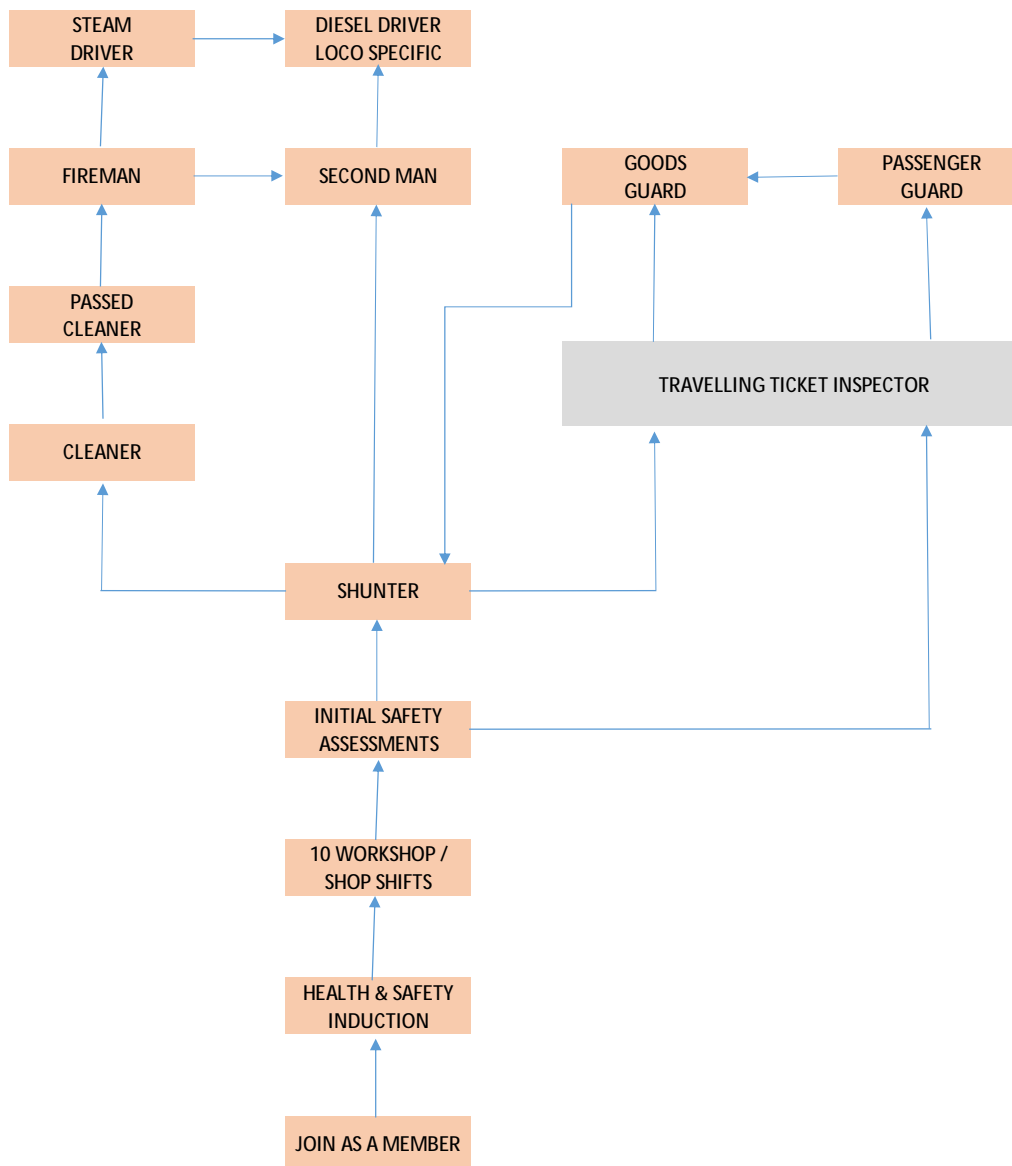 STEAM
DRIVER
DIESEL DRIVER
LOCO SPECIFIC
FIREMAN
SECOND MAN
GOODS
GUARD
PASSENGER
GUARD
PASSED
CLEANER
TRAVELLING TICKET INSPECTOR
CLEANER
SHUNTER
INITIAL SAFETY
ASSESSMENTS
10 WORKSHOP /
SHOP SHIFTS
HEALTH & SAFETY
INDUCTION
JOIN AS A MEMBER